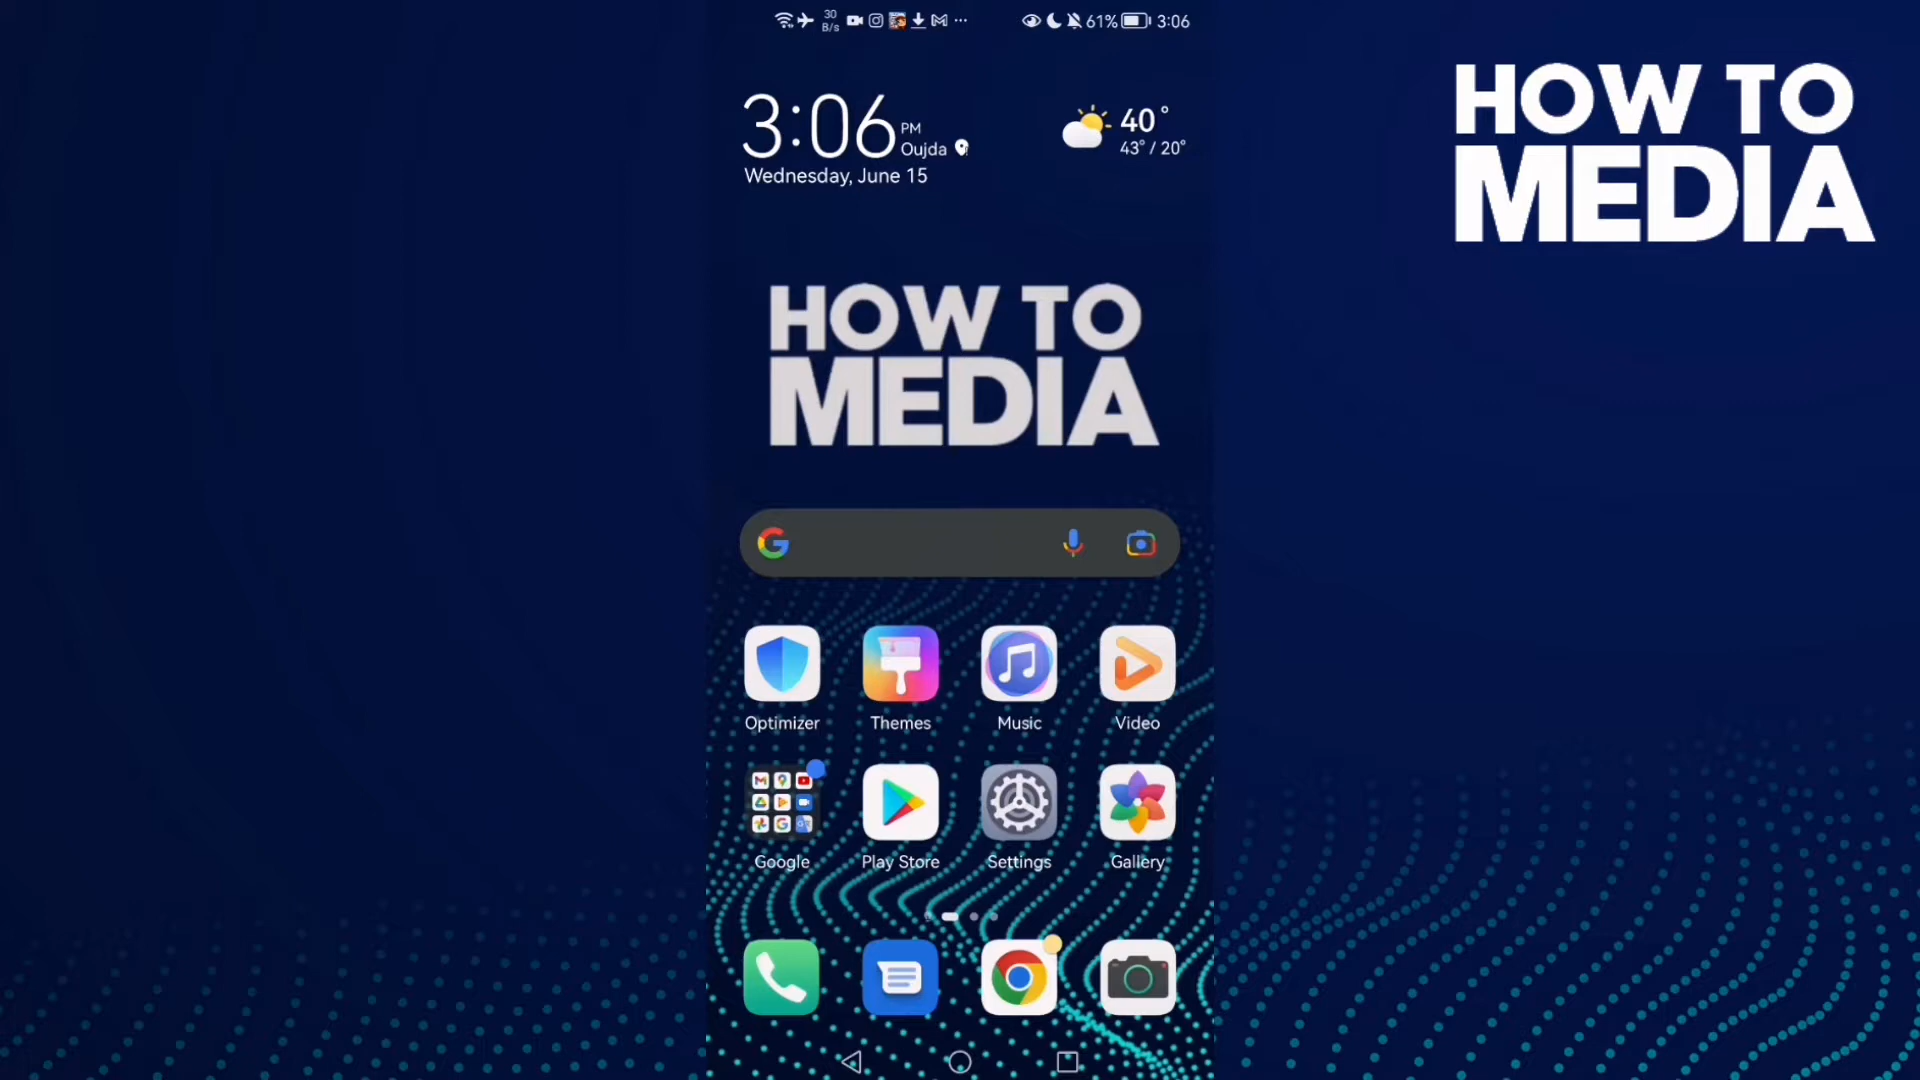 30
B/s
61%
3:06
3:06
PM
Oujda
Wednesday, June 15
40°
43° / 20°
HOW TO
MEDIA
HOW TO
MEDIA
Optimizer
Themes
Music
Video
Google
Play Store
Settings
Gallery